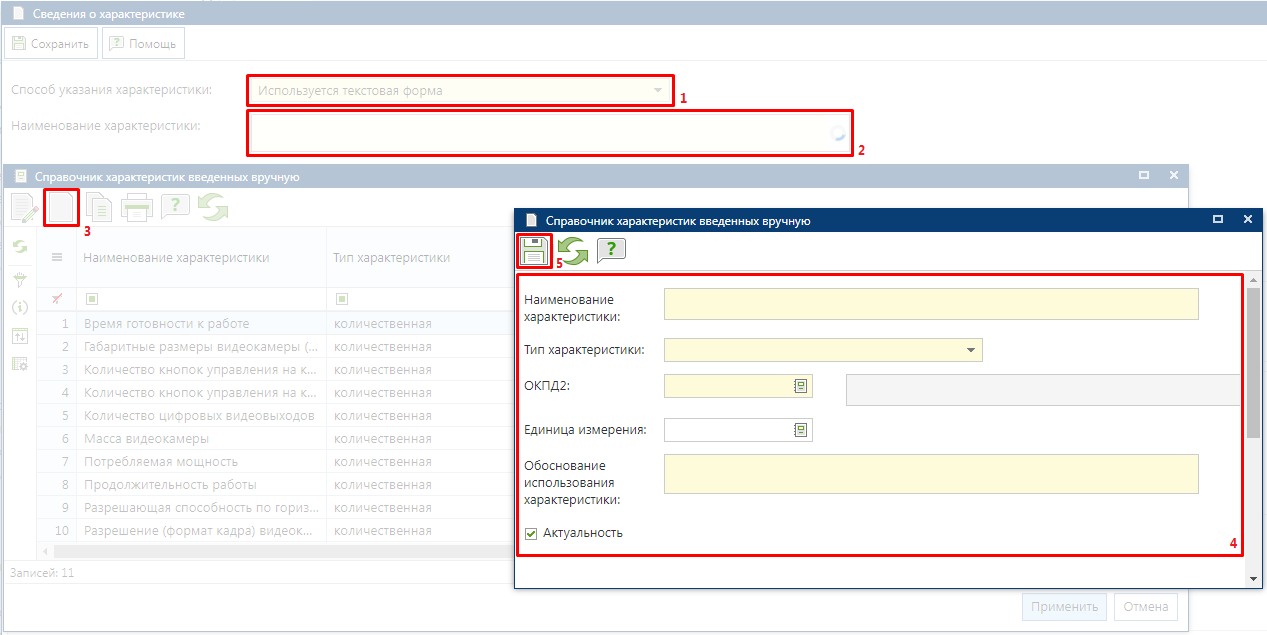 Сведения о характеристике
Сохранить
? Помощь
Способ указания характеристики:
Используется текстовая форма
1
Наименование характеристики:
2
Справочник характеристик введенных вручную
?
3
Наименование характеристики
Тип характеристики
1 Время готовности к работе количественная
2 Габаритные размеры видеокамеры (... количественная
3 Количество кнопок управления на к... количественная
4 Количество кнопок управления на к... количественная
5 Количество цифровых видеовыходов количественная
6 Масса видеокамеры количественная
7 Потребляемая мощность количественная
8 Продолжительность работы количественная
9 Разрешающая способность по гориз... количественная
10 Разрешение (формат кадра) видеок... количественная
Записей: 11
Справочник характеристик введенных вручную
5
?
Наименование
характеристики:
Тип характеристики:
ОКПД2:
Единица измерения:
Обоснование
использования
характеристики:
Актуальность
4
Применить
Отмена